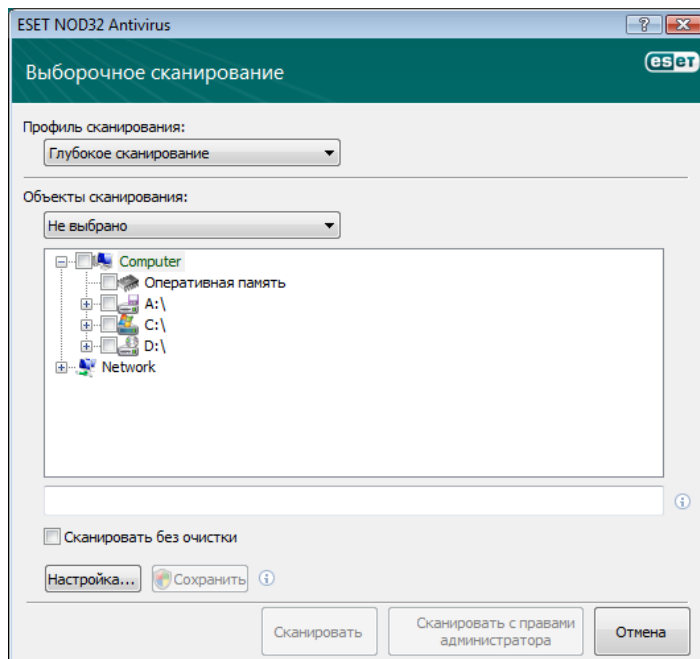 ESET NOD32 Antivirus
Выборочное сканирование
eset
Профиль сканирования:
Глубокое сканирование
Объекты сканирования:
Не выбрано
Computer
Оперативная память
A:\
C:\
D:\
Network
Сканировать без очистки
Настройка...
Сохранить
Сканировать
Сканировать с правами
администратора
Отмена